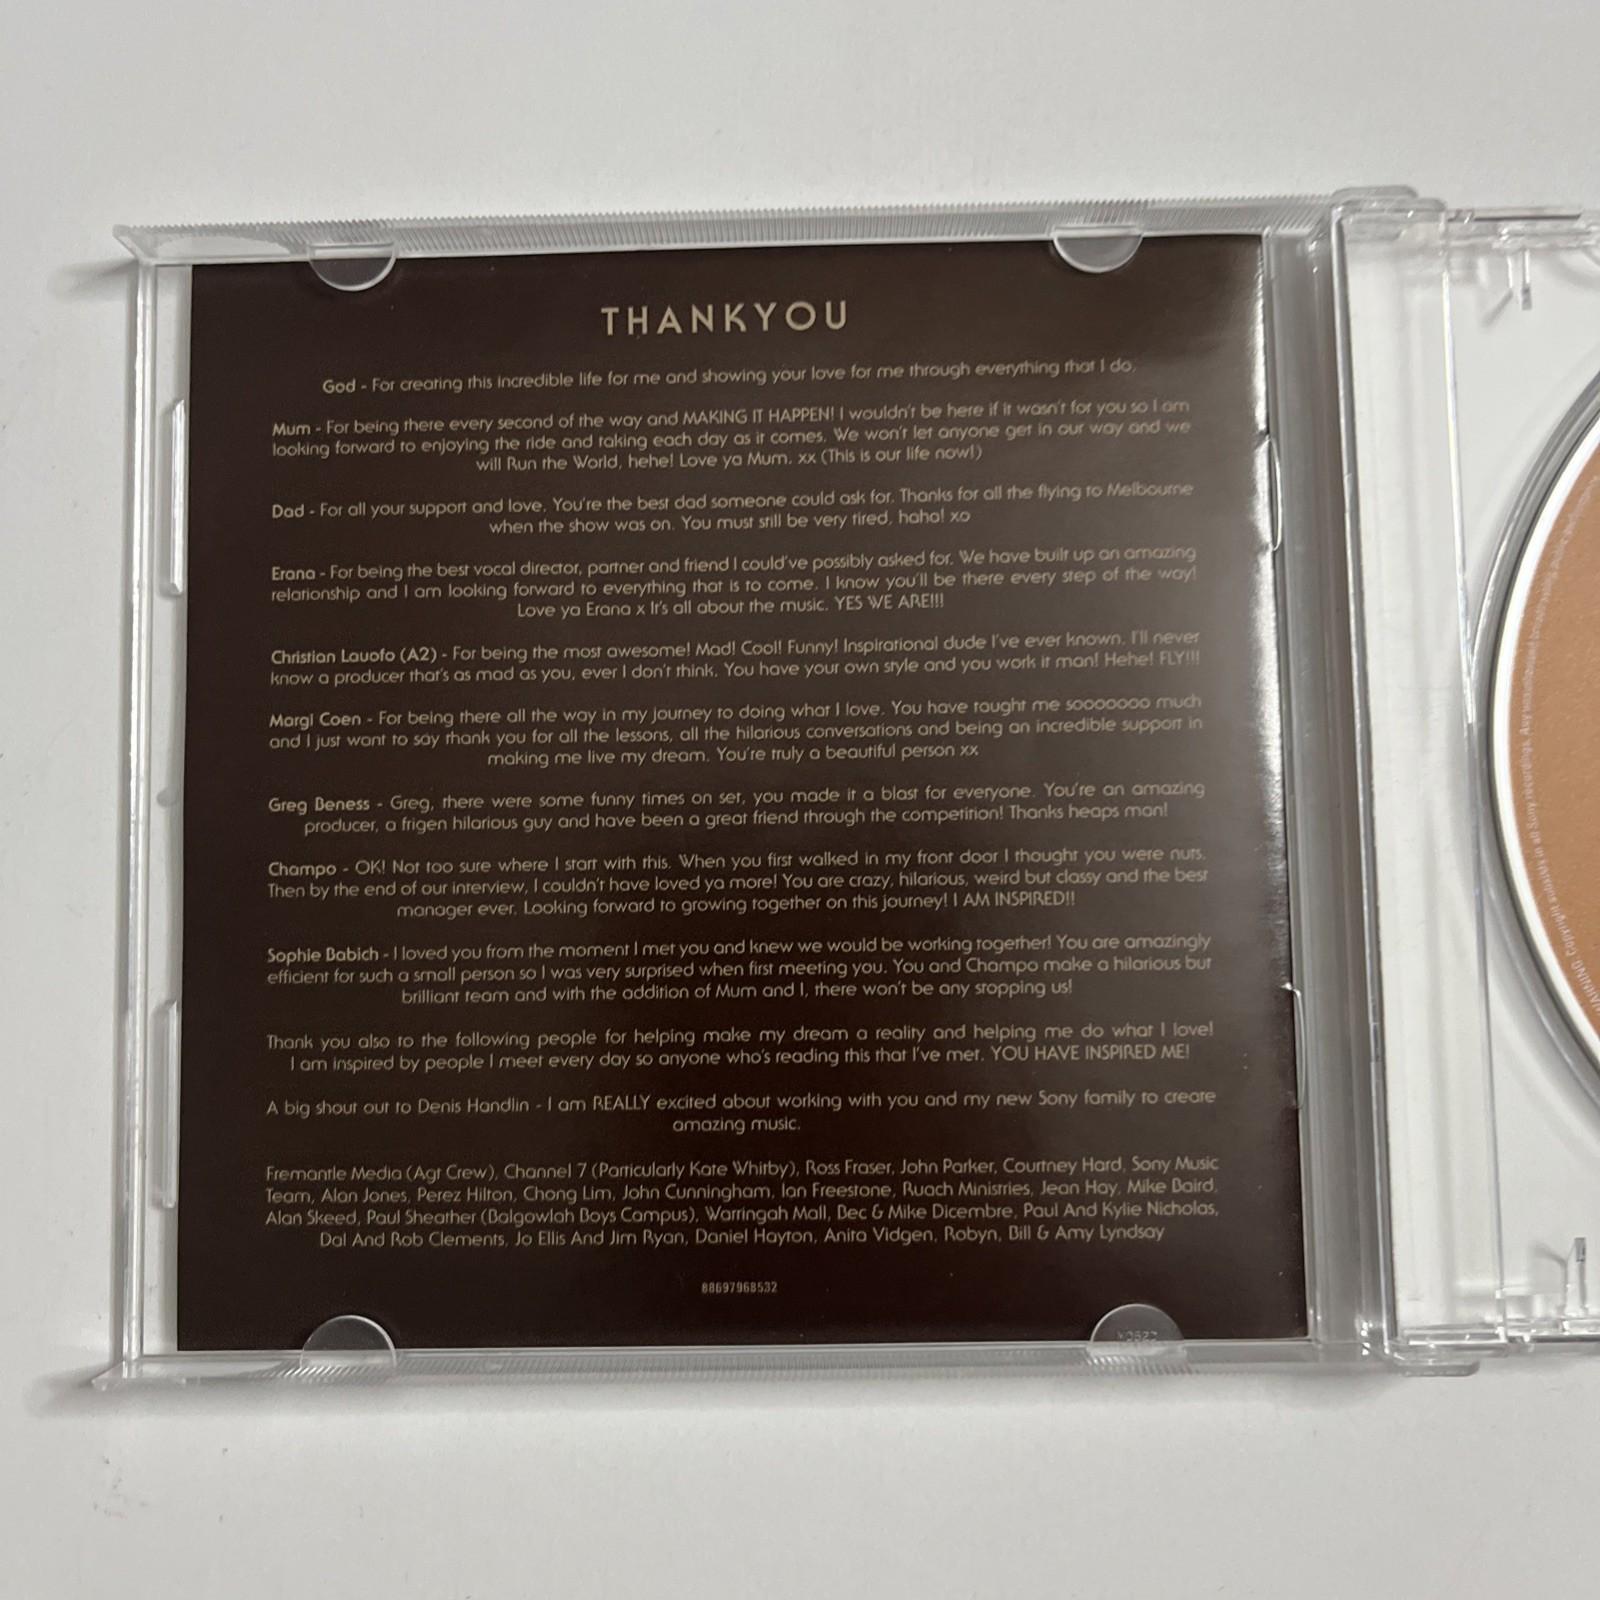 THANKYOU
God - For creating this incredible life for me and showing your love for me through everything that I do.
Mum - For being there every second of the way and MAKING IT HAPPEN! I wouldn't be here if it wasn't for you so I am
looking forward to enjoying the ride and taking each day as it comes. We won't let anyone get in our way and we
will Run the World, hehe! Love ya Mum. xx (This is our life now!)
Dad - For all your support and love. You're the best dad someone could ask for. Thanks for all the flying to Melbourne
when the show was on. You must still be very tired, haha! xo
Erana - For being the best vocal director, partner and friend I could've possibly asked for. We have built up an amazing
relationship and I am looking forward to everything that is to come. I know you'll be there every step of the way!
Love ya Erana x It's all about the music. YES WE ARE!!!
Christian Lauofo (A2) - For being the most awesome! Mad! Cool! Funny! Inspirational dude I've ever known. I'll never
know a producer that's as mad as you, ever I don't think. You have your own style and you work it man! Hehe! FLY!!!
Margi Coen - For being there all the way in my journey to doing what I love. You have taught me sooooooo much
and I just want to say thank you for all the lessons, all the hilarious conversations and being an incredible support in
making me live my dream. You're truly a beautiful person xx
Greg Beness - Greg, there were some funny times on set, you made it a blast for everyone. You're an amazing
producer, a frigen hilarious guy and have been a great friend through the competition! Thanks heaps man!
Champo - OK! Not too sure where I start with this. When you first walked in my front door I thought you were nuts.
Then by the end of our interview, I couldn't have loved ya more! You are crazy, hilarious, weird but classy and the best
manager ever. Looking forward to growing together on this journey! I AM INSPIRED!!
Sophie Babich - I loved you from the moment I met you and knew we would be working together! You are amazingly
efficient for such a small person so I was very surprised when first meeting you. You and Champo make a hilarious but
brilliant team and with the addition of Mum and I, there won't be any stopping us!
Thank you also to the following people for helping make my dream a reality and helping me do what I love!
I am inspired by people I meet every day so anyone who's reading this that I've met. YOU HAVE INSPIRED ME!
A big shout out to Denis Handlin - I am REALLY excited about working with you and my new Sony family to create
amazing music.
Fremantle Media (Agt Crew), Channel 7 (Particularly Kate Whitby), Ross Fraser, John Parker, Courtney Hard, Sony Music
Team, Alan Jones, Perez Hilton, Chong Lim, John Cunningham, Ian Freestone, Ruach Ministries, Jean Hay, Mike Baird,
Alan Skeed, Paul Sheather (Balgowlah Boys Campus), Warringah Mall, Bec & Mike Dicembre, Paul And Kylie Nicholas,
Dal And Rob Clements, Jo Ellis And Jim Ryan, Daniel Hayton, Anita Vidgen, Robyn, Bill & Amy Lyndsay
88697968532
WARNING Copyright subsists in all Sony recordings. Any unauthorised broadcasting, public